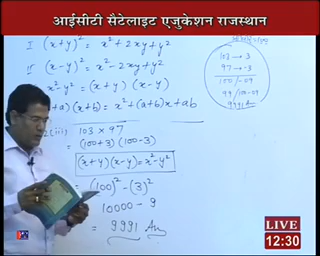 आईसीटी सैटेलाइट एजुकेशन राजस्थान
I (x+y)² = x² + 2xy + y²
II (x-y)² = x² - 2xy + y²
x²-y² = (x+y) (x-y)
+a) (x+b) = x² + (a+b)x + ab
2(iii) 103 × 97
= (100+3) (100-3)
(x+y)(x-y) = x²-y²
= (100)² - (3)²
10000 - 9
= 9991 Ans
103 → 3
97 → -3
100/-09
99/100-09
9991 Ans
LIVE
12:30